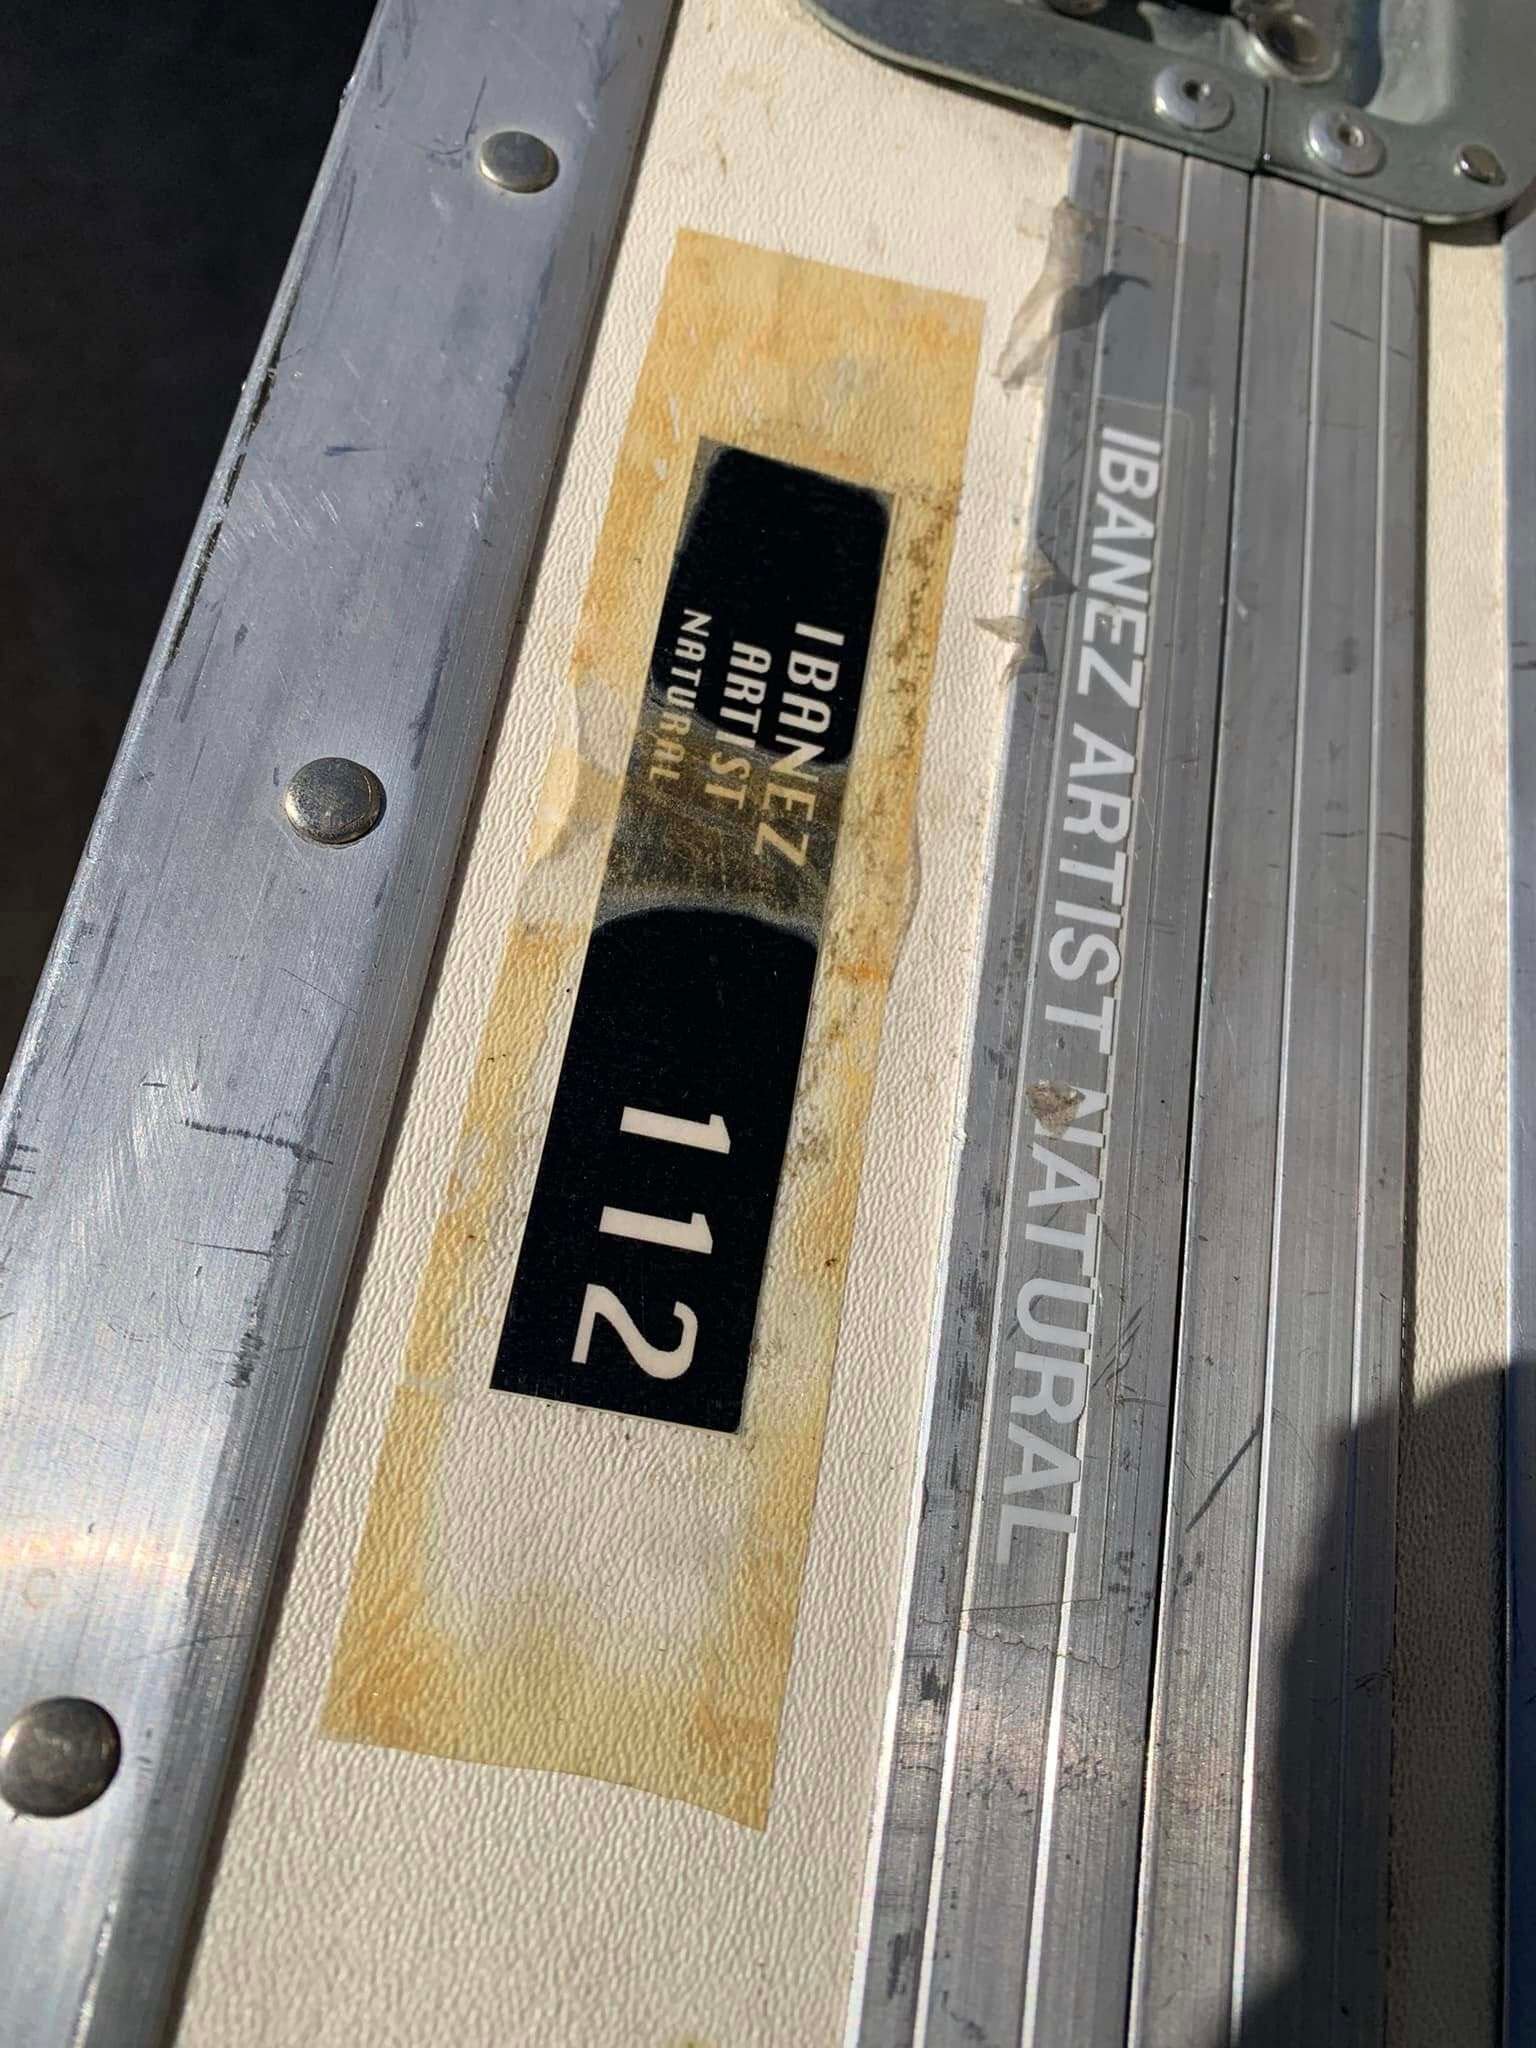 IBANEZ
ARTIST
NATURAL
112
IBANEZ ARTIST NATURAL